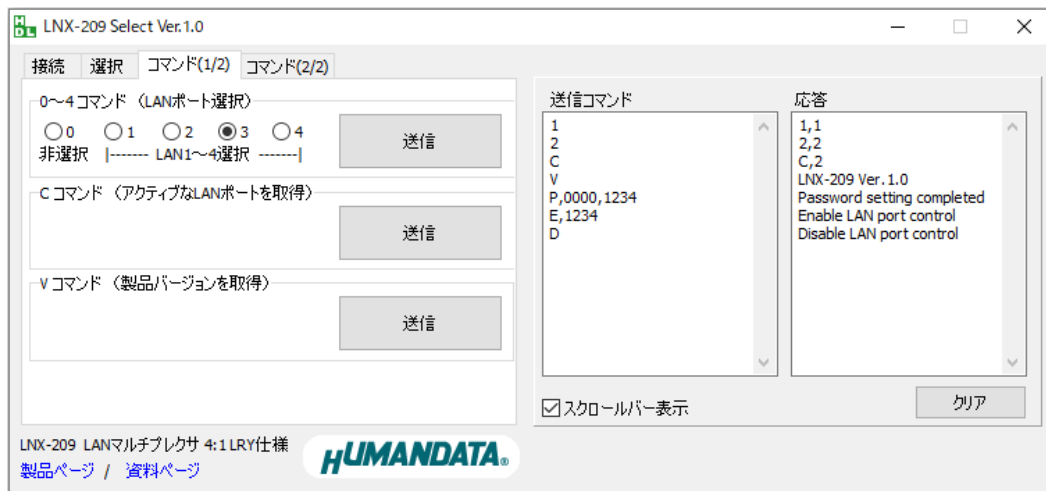 LNX-209 Select Ver.1.0
接続 選択 コマンド(1/2) コマンド(2/2)
0～4コマンド (LANポート選択)
0 1 2 3 4
非選択 |------- LAN1～4選択 -------|
送信
C コマンド (アクティブなLANポートを取得)
送信
V コマンド (製品バージョンを取得)
送信
送信コマンド
1
2
C
V
P,0000,1234
E,1234
D
応答
1,1
2,2
C,2
LNX-209 Ver.1.0
Password setting completed
Enable LAN port control
Disable LAN port control
スクロールバー表示
クリア
LNX-209 LANマルチプレクサ 4:1 LRY仕様
製品ページ / 資料ページ
HUMANDATA®